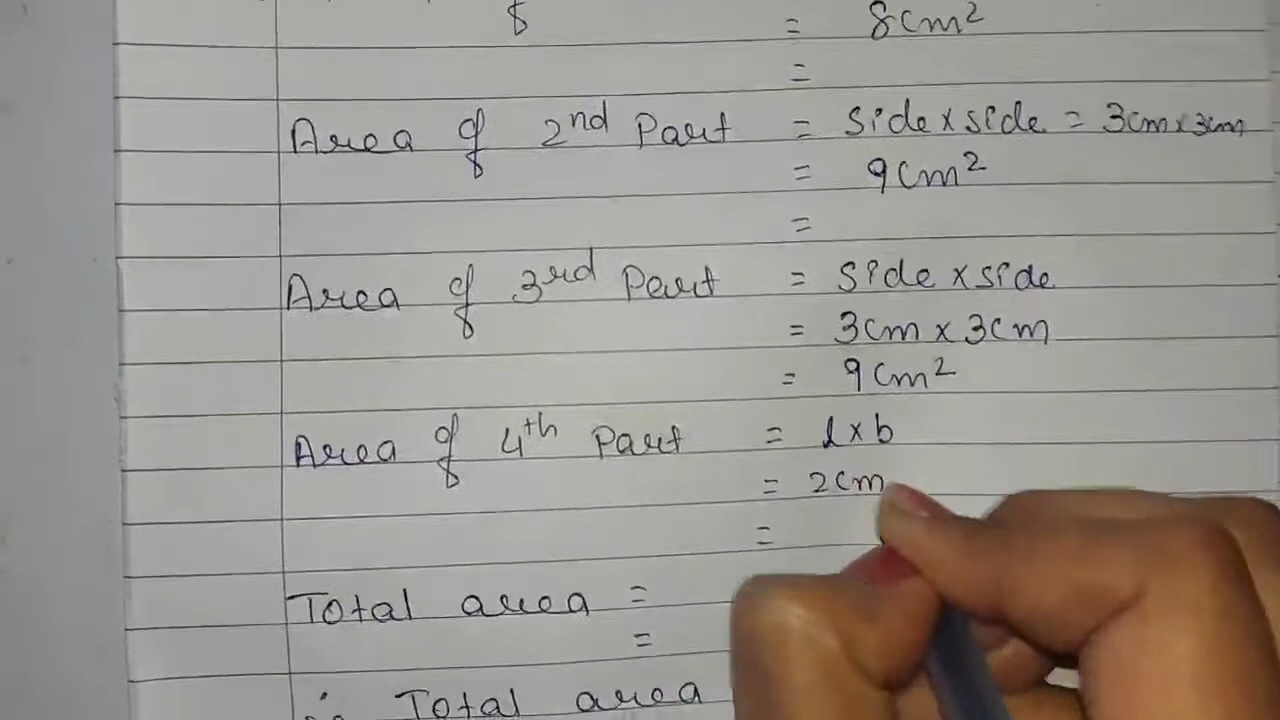 = 8cm²
=
Area of 2nd Part = side x side = 3cm x 3cm
= 9cm²
=
Area of 3rd Part = side x side
= 3cm x 3cm
= 9cm²
Area of 4th Part = l x b
= 2cm
=
Total area =
=
∴ Total area